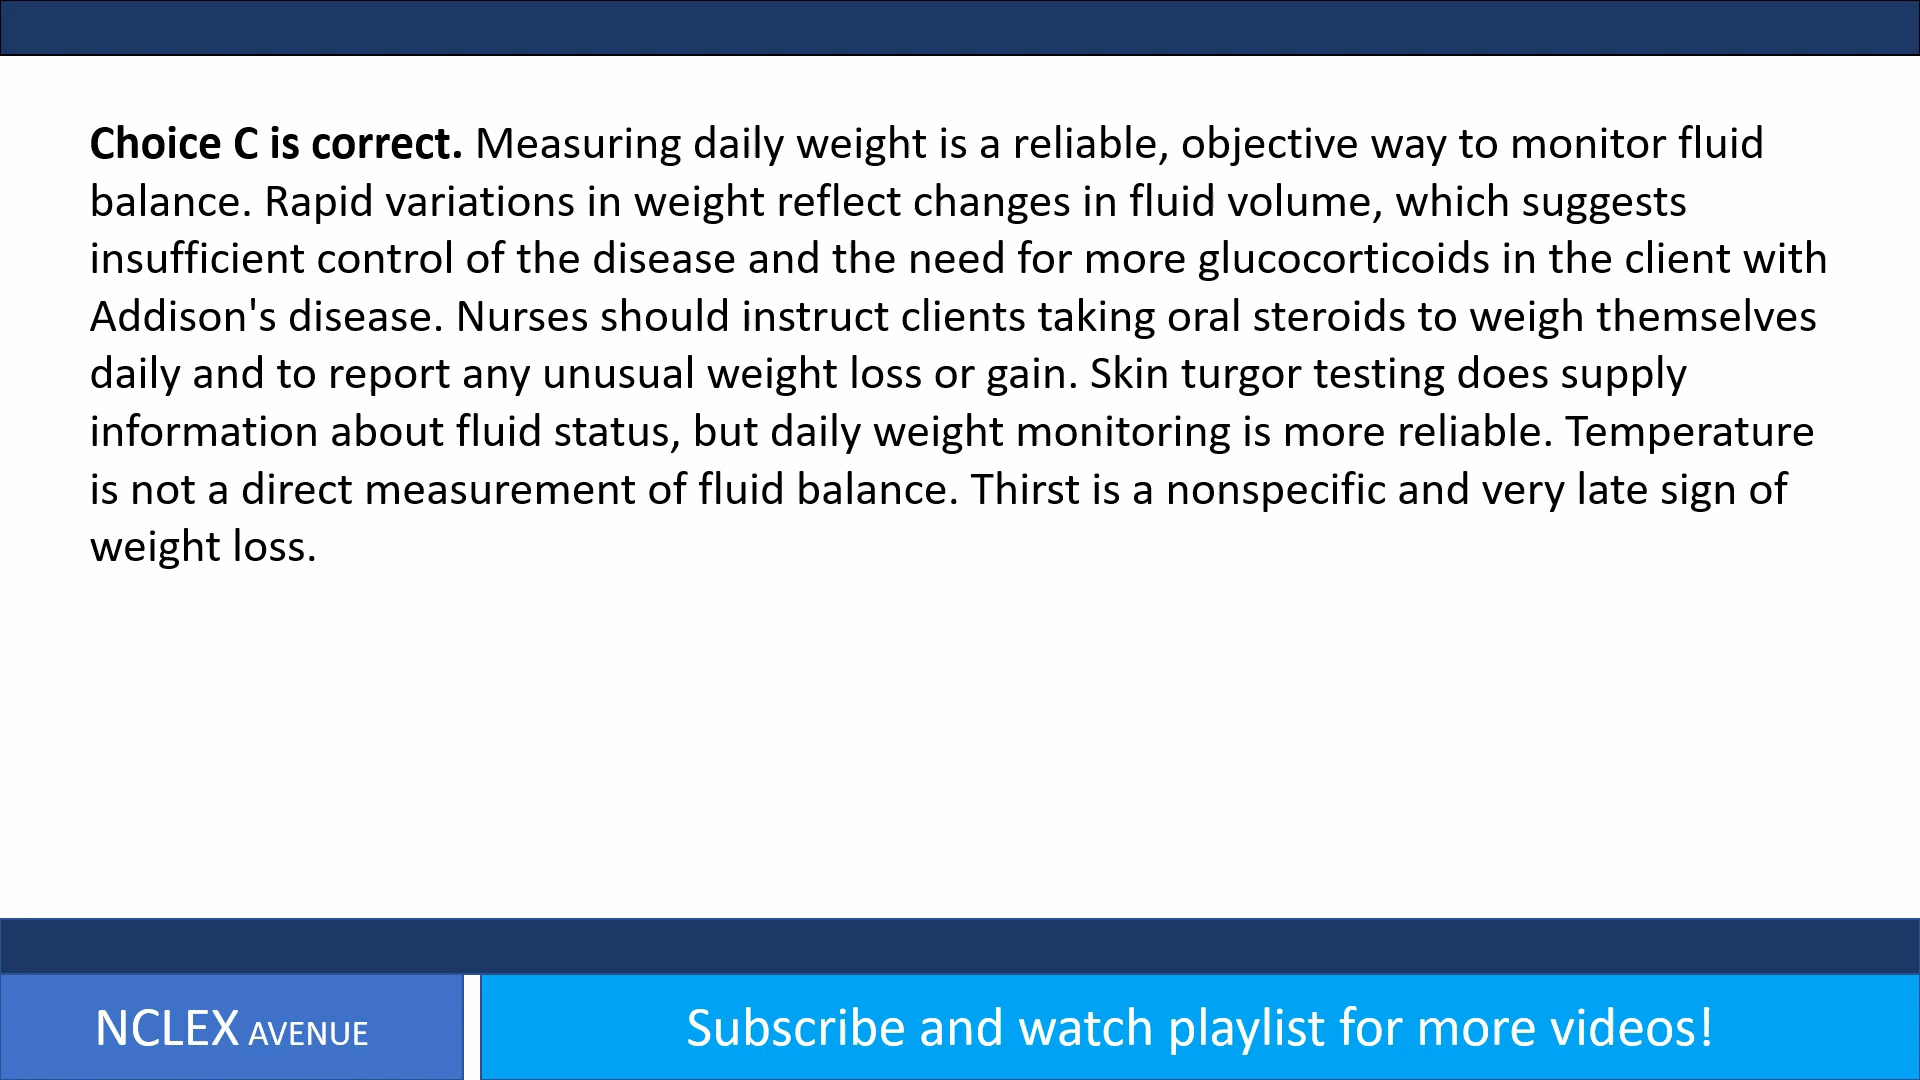 Choice C is correct. Measuring daily weight is a reliable, objective way to monitor fluid
balance. Rapid variations in weight reflect changes in fluid volume, which suggests
insufficient control of the disease and the need for more glucocorticoids in the client with
Addison's disease. Nurses should instruct clients taking oral steroids to weigh themselves
daily and to report any unusual weight loss or gain. Skin turgor testing does supply
information about fluid status, but daily weight monitoring is more reliable. Temperature
is not a direct measurement of fluid balance. Thirst is a nonspecific and very late sign of
weight loss.
NCLEX AVENUE
Subscribe and watch playlist for more videos!